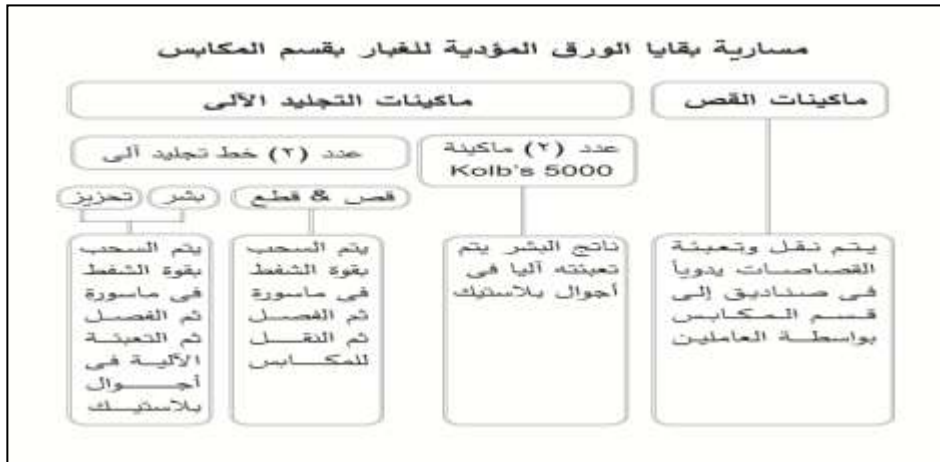 مسارية بقايا الورق المؤدية للغبار بقسم المكابس
ماكينات القص
ماكينات التجليد الآلى
عدد (٢) ماكينة
Kolb's 5000
عدد (٢) خط تجليد آلى
قص & قطع
بشر
تحزيز
يتم نقل وتعبئة
القصاصات يدوياً
فى صناديق إلى
قسم المكابس
بواسطة العاملين
ناتج البشر يتم
تعبئته آليا فى
أجوال بلاستيك
يتم السحب
بقوة الشفط
فى ماسورة
ثم الفصل
ثم النقل
للمكابس
يتم السحب
بقوة الشفط
فى ماسورة
ثم الفصل
ثم التعبئة
الآلية فى
أجوال
بلاستيك